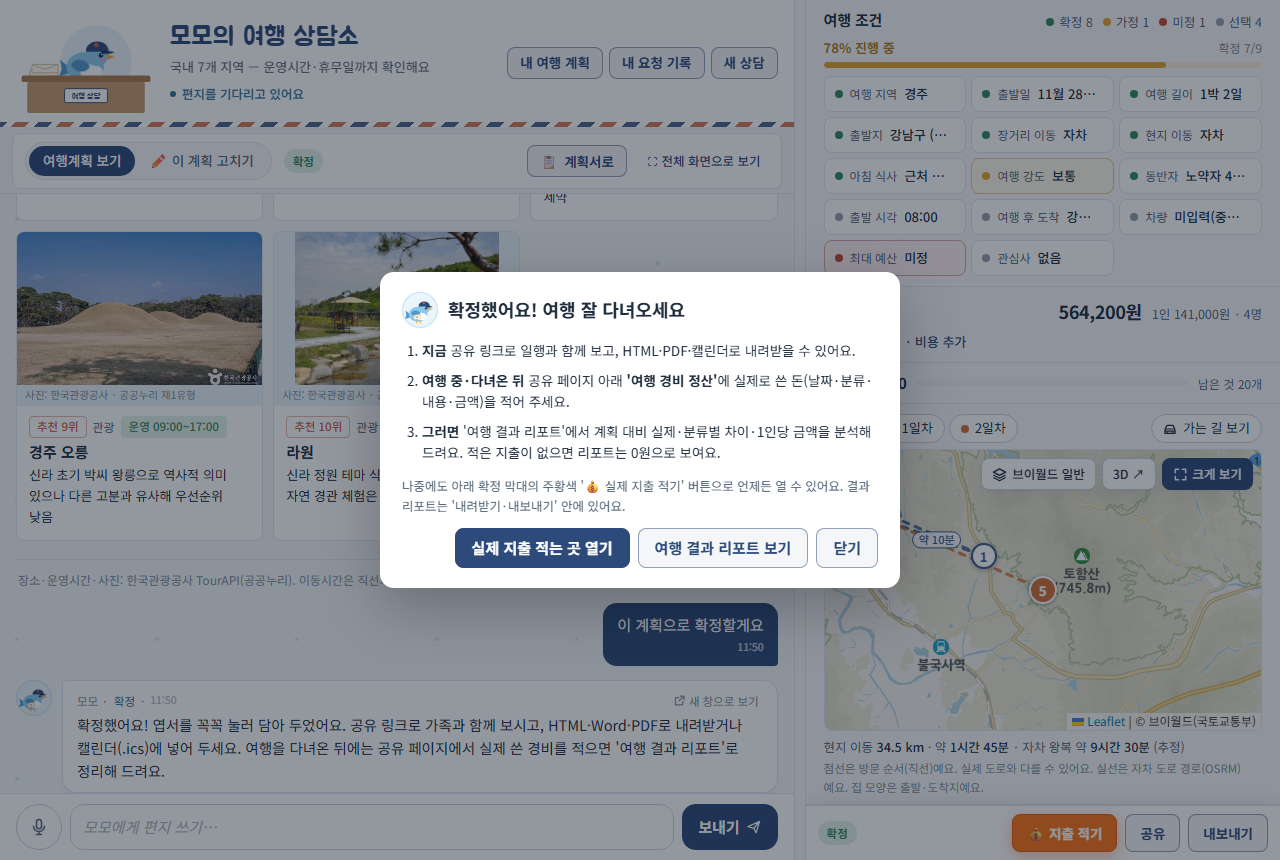 모모의 여행 상담소
국내 7개 지역 — 운영시간·휴무일까지 확인해요
편지를 기다리고 있어요
여행 상담
내 여행 계획
내 요청 기록
새 상담
여행계획 보기
이 계획 고치기
확정
계획서로
전체 화면으로 보기
제약
한국관광공사
사진: 한국관광공사 · 공공누리 제1유형
사진: 한국관광공사
추천 9위 관광 운영 09:00~17:00
경주 오릉
신라 초기 박씨 왕릉으로 역사적 의미
있으나 다른 고분과 유사해 우선순위
낮음
추천 10위 관광
라원
신라 정원 테마 식
자연 경관 체험은
장소·운영시간·사진: 한국관광공사 TourAPI(공공누리). 이동시간은 직선
이 계획으로 확정할게요
11:50
모모 · 확정 · 11:50
새 창으로 보기
확정했어요! 엽서를 꼭꼭 눌러 담아 두었어요. 공유 링크로 가족과 함께 보시고, HTML·Word·PDF로 내려받거나
캘린더(.ics)에 넣어 두세요. 여행을 다녀온 뒤에는 공유 페이지에서 실제 쓴 경비를 적으면 '여행 결과 리포트'로
정리해 드려요.
모모에게 편지 쓰기…
보내기
확정했어요! 여행 잘 다녀오세요
1. 지금 공유 링크로 일행과 함께 보고, HTML·PDF·캘린더로 내려받을 수 있어요.
2. 여행 중·다녀온 뒤 공유 페이지 아래 '여행 경비 정산'에 실제로 쓴 돈(날짜·분류·
내용·금액)을 적어 주세요.
3. 그러면 '여행 결과 리포트'에서 계획 대비 실제·분류별 차이·1인당 금액을 분석해
드려요. 적은 지출이 없으면 리포트는 0원으로 보여요.
나중에도 아래 확정 막대의 주황색 '💰 실제 지출 적기' 버튼으로 언제든 열 수 있어요. 결과
리포트는 '내려받기·내보내기' 안에 있어요.
실제 지출 적는 곳 열기
여행 결과 리포트 보기
닫기
여행 조건
확정 8 가정 1 미정 1 선택 4
78% 진행 중
확정 7/9
여행 지역 경주
출발일 11월 28…
여행 길이 1박 2일
출발지 강남구 (…
장거리 이동 자차
현지 이동 자차
아침 식사 근처 …
여행 강도 보통
동반자 노약자 4…
출발 시각 08:00
여행 후 도착 강…
차량 미입력(중…
최대 예산 미정
관심사 없음
564,200원 1인 141,000원 · 4명
· 비용 추가
0
남은 것 20개
1일차
2일차
가는 길 보기
브이월드 일반
3D ↗
크게 보기
1
약 10분
1
5
토함산
(745.8m)
불국사역
Leaflet | © 브이월드(국토교통부)
현지 이동 34.5 km · 약 1시간 45분 · 자차 왕복 약 9시간 30분 (추정)
점선은 방문 순서(직선)예요. 실제 도로와 다를 수 있어요. 실선은 자차 도로 경로(OSRM)
예요. 집 모양은 출발·도착지예요.
확정
지출 적기
공유
내보내기